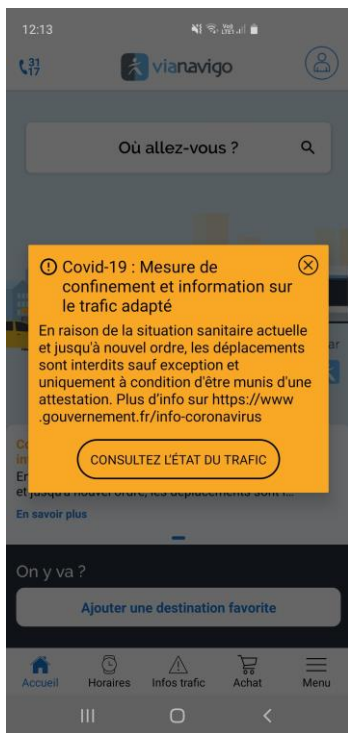 12:13
31
17
vianavigo
Où allez-vous ?
Covid-19 : Mesure de
confinement et information sur
le trafic adapté
En raison de la situation sanitaire actuelle
et jusqu'à nouvel ordre, les déplacements
sont interdits sauf exception et
uniquement à condition d'être munis d'une
attestation. Plus d'info sur https://www
.gouvernement.fr/info-coronavirus
CONSULTEZ L'ÉTAT DU TRAFIC
ar
Er
et jusqu'à nouvel ordre, les déplacements sont i...
En savoir plus
On y va ?
Ajouter une destination favorite
Accueil
Horaires
Infos trafic
Achat
Menu